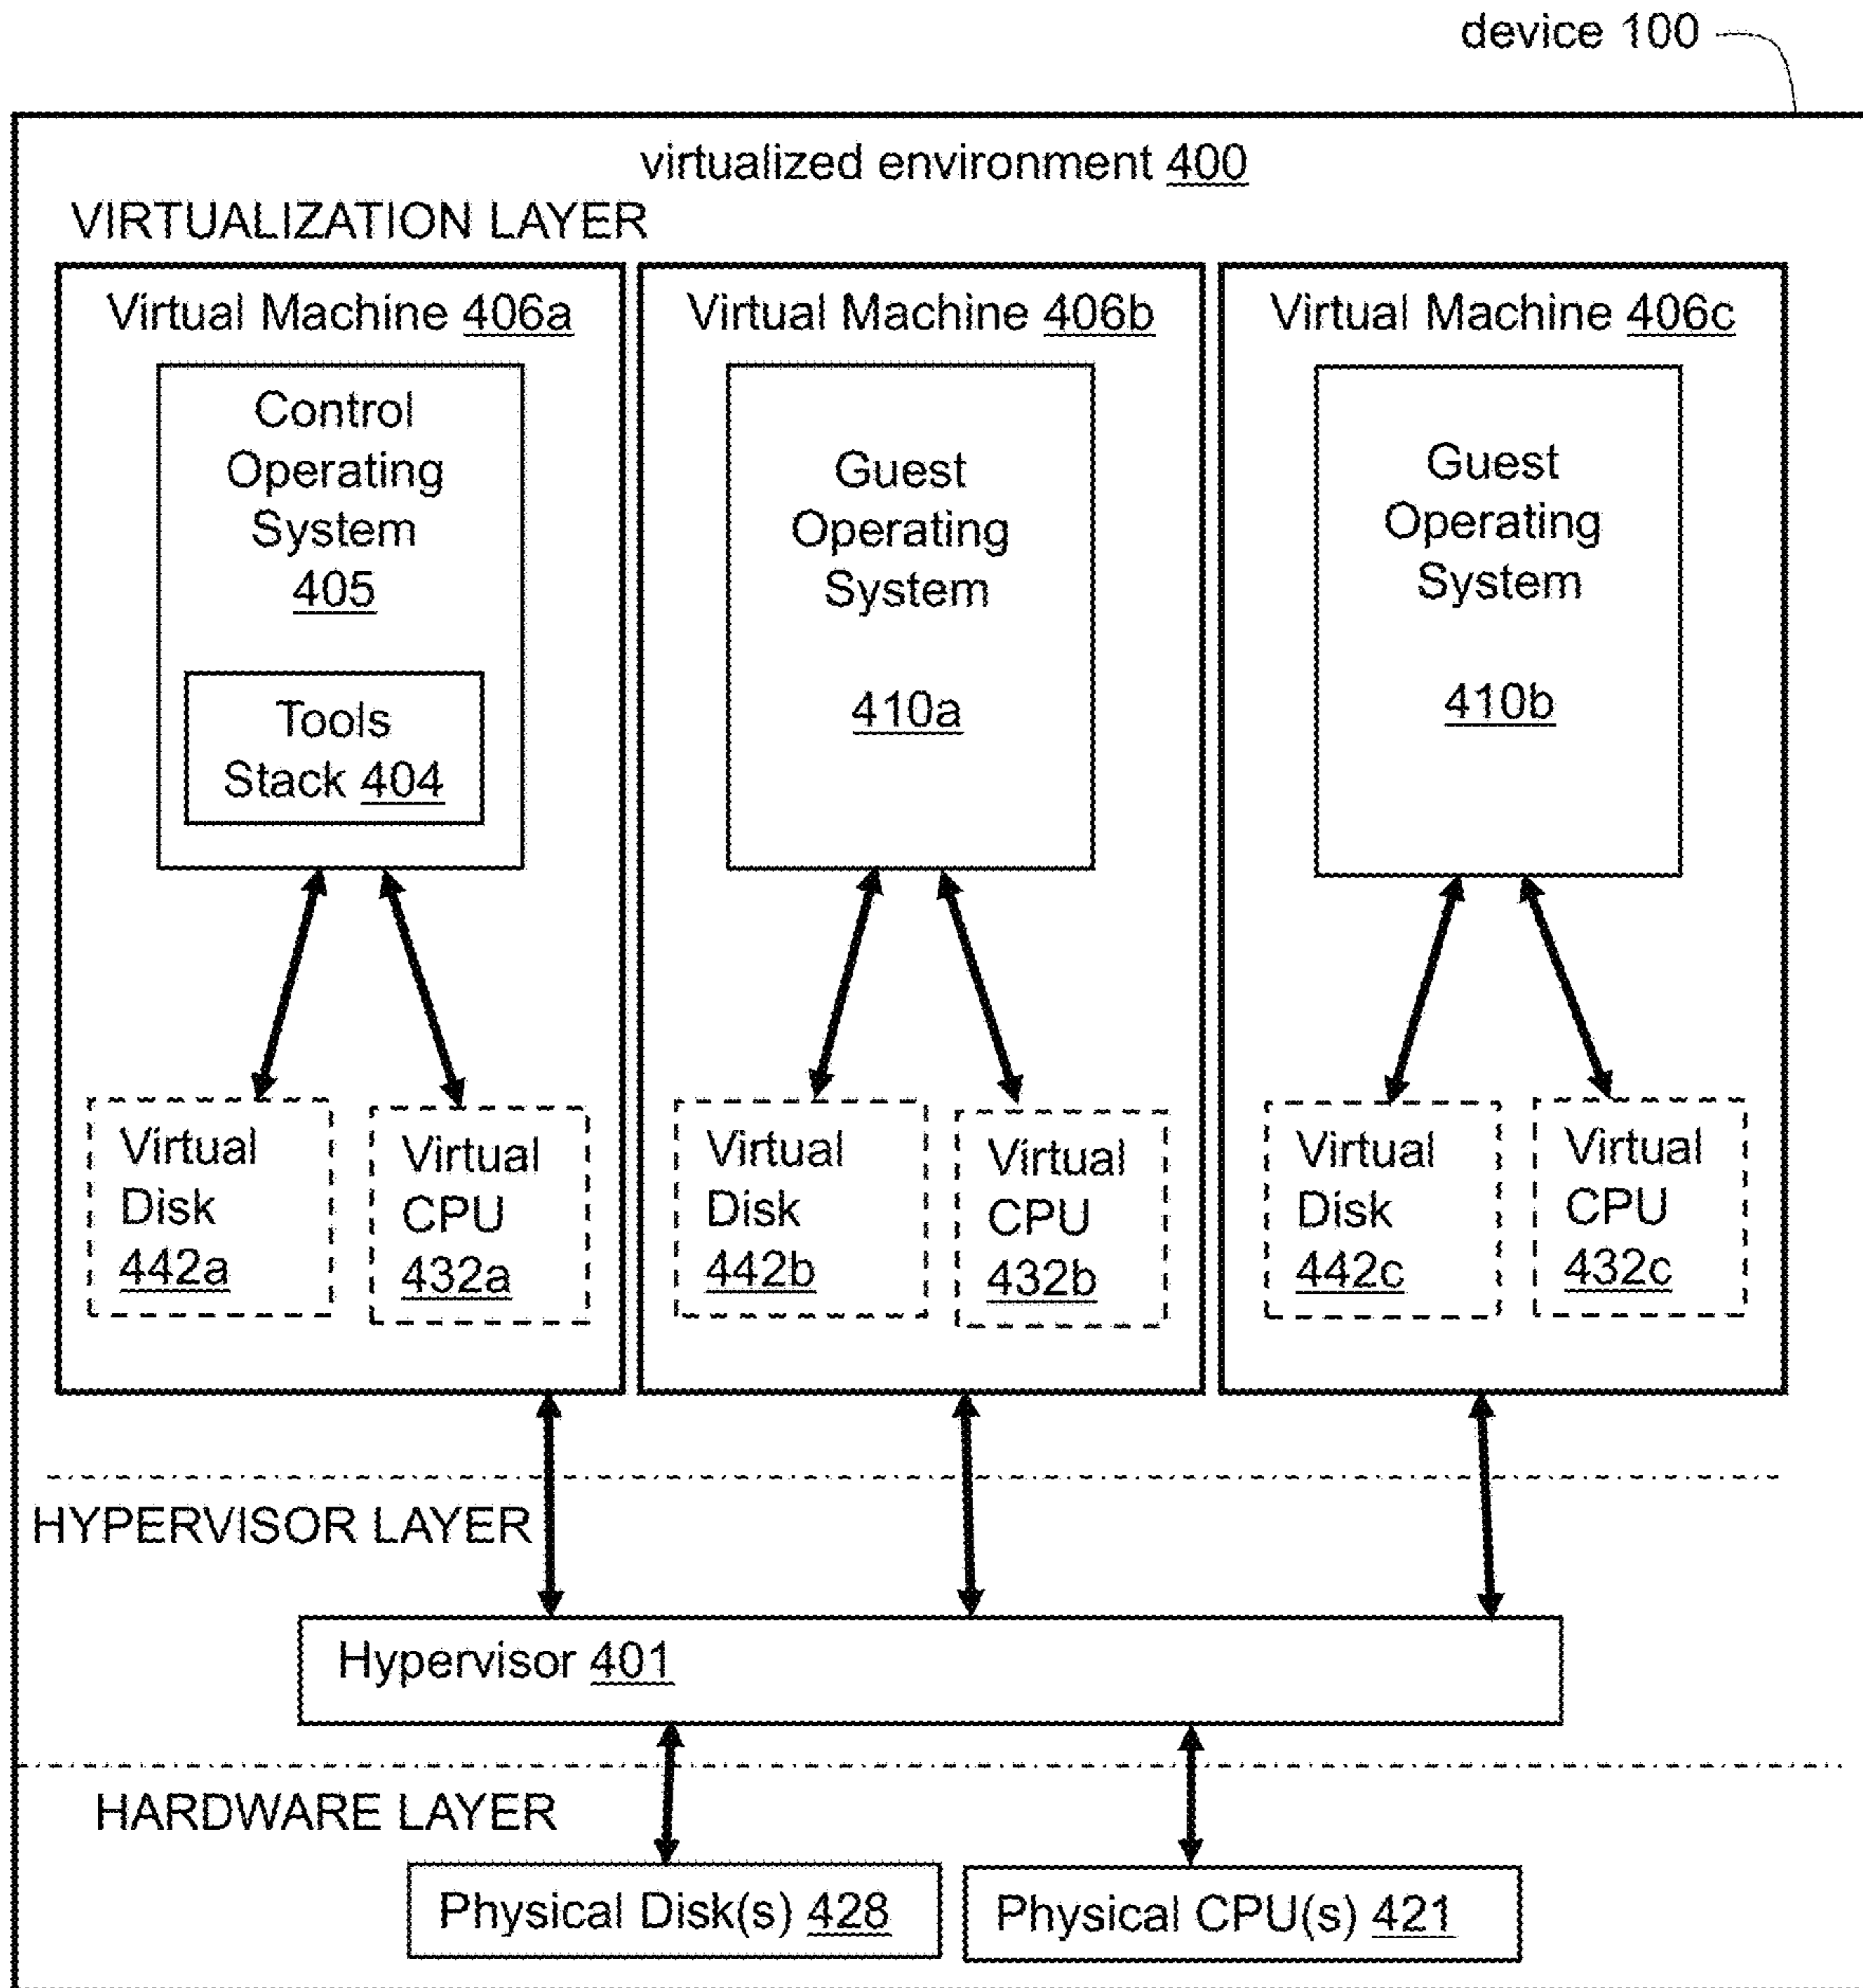 device 100
virtualized environment 400
VIRTUALIZATION LAYER
Virtual Machine 406a
Control
Operating
System
405
Tools
Stack 404
Virtual
Disk
442a
Virtual
CPU
432a
Virtual Machine 406b
Guest
Operating
System
410a
Virtual
Disk
442b
Virtual
CPU
432b
Virtual Machine 406c
Guest
Operating
System
410b
Virtual
Disk
442c
Virtual
CPU
432c
HYPERVISOR LAYER
Hypervisor 401
HARDWARE LAYER
Physical Disk(s) 428
Physical CPU(s) 421